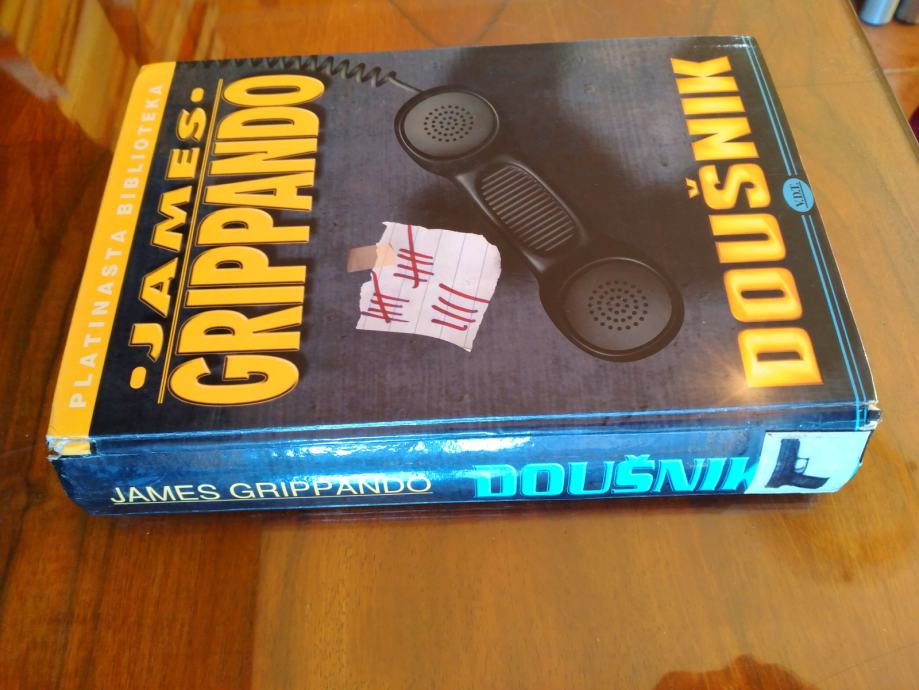 PLATINASTA BIBLIOTEKA
·JAMES·
GRIPPANDO
DOUŠNIK
V.D.T.
JAMES GRIPPANDO
DOUŠNIK